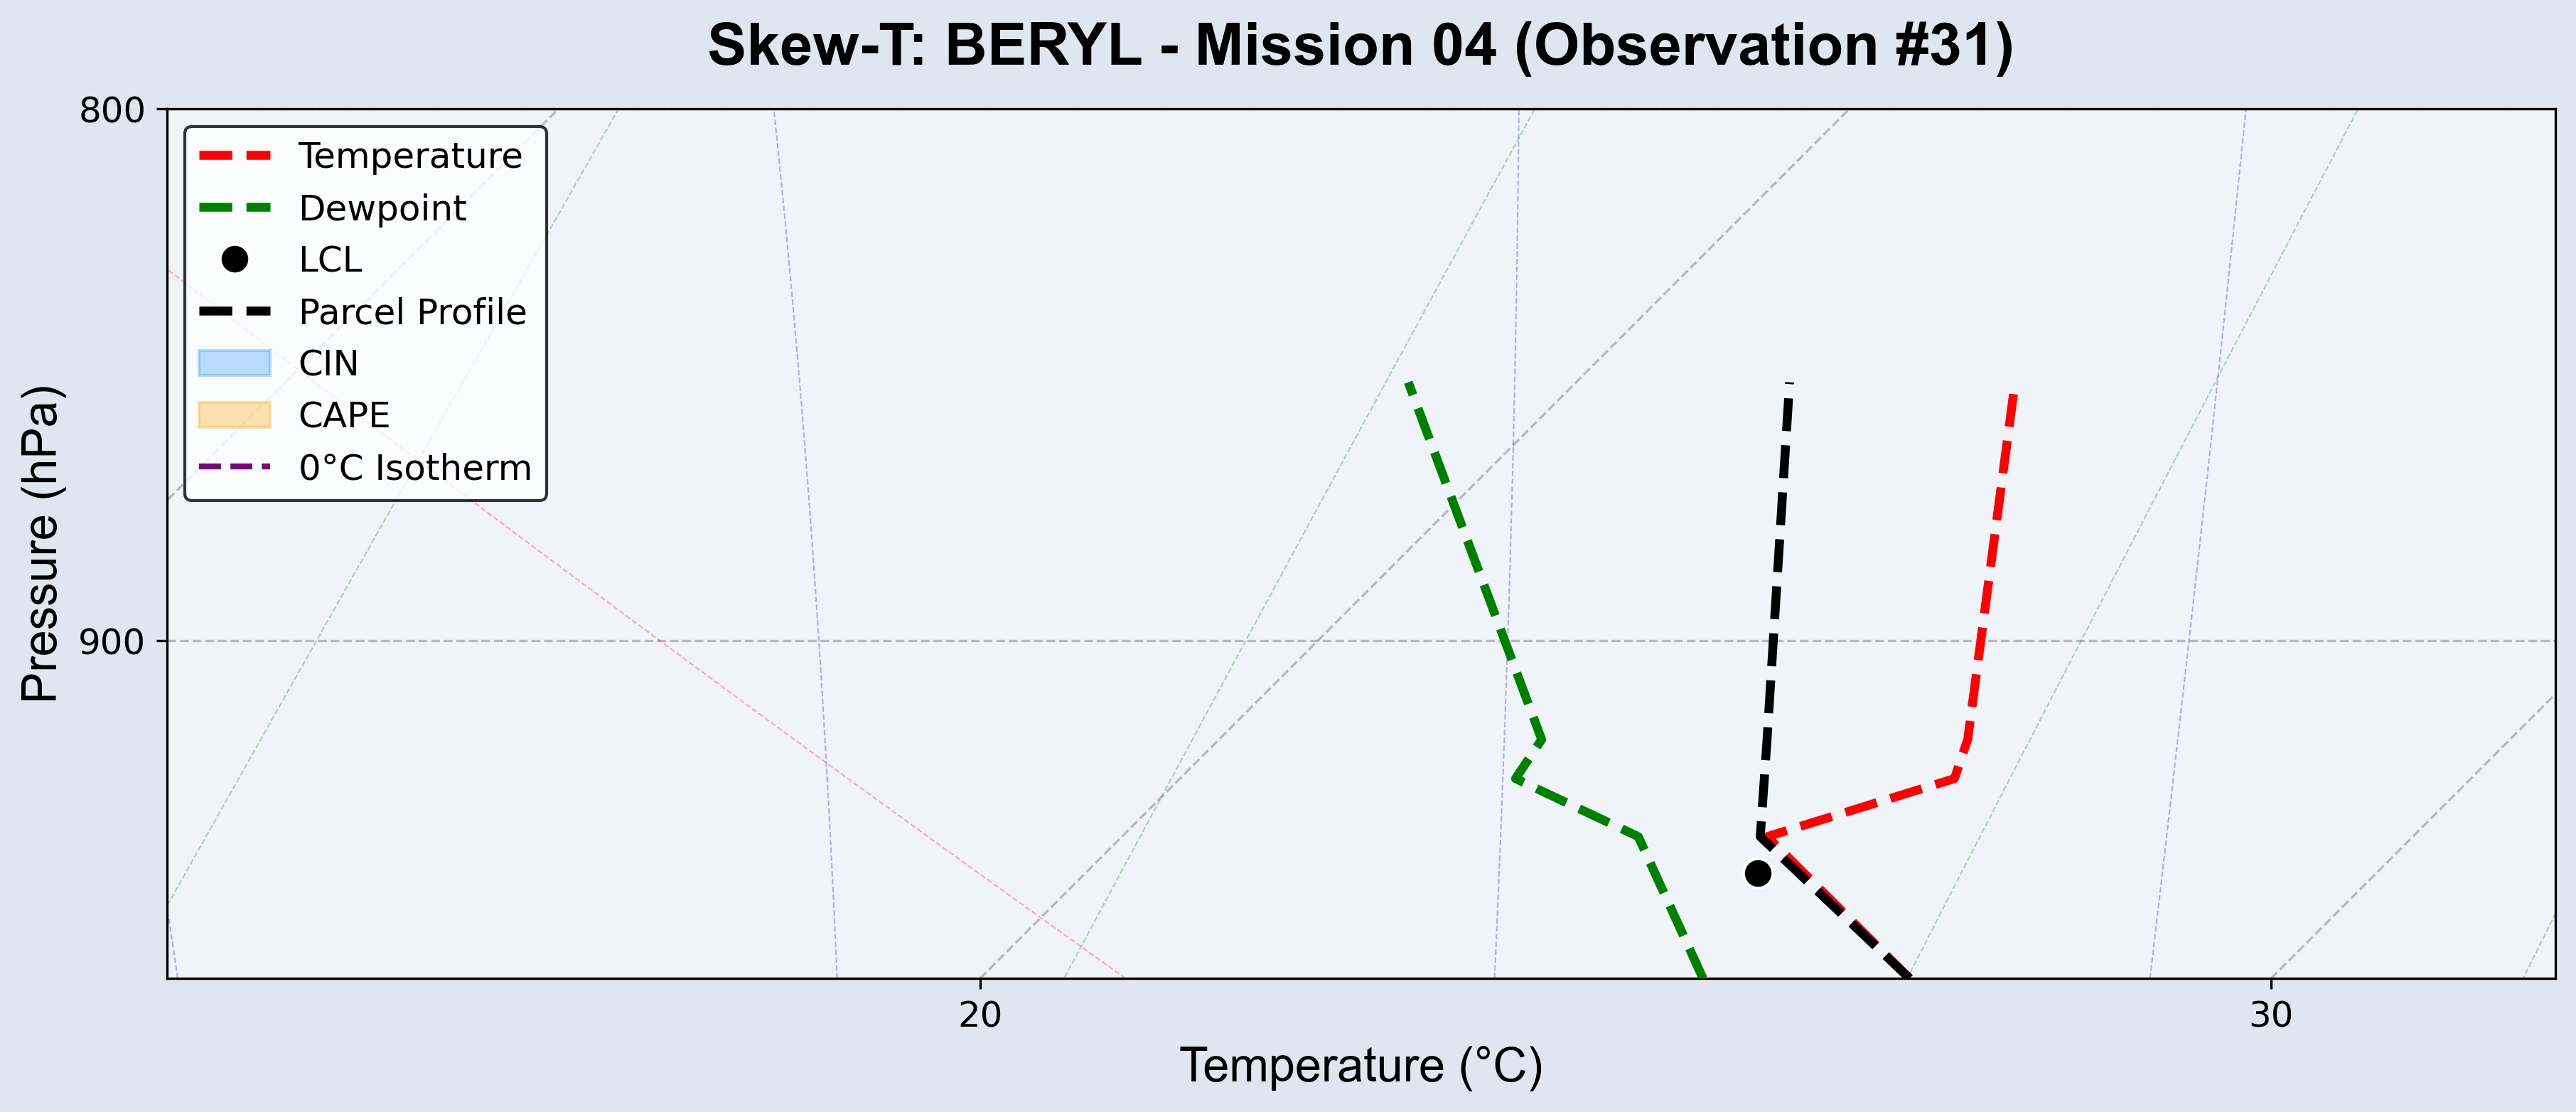 Skew-T: BERYL - Mission 04 (Observation #31)
800
Temperature
Dewpoint
LCL
Parcel Profile
CIN
CAPE
0°C Isotherm
Pressure (hPa)
900
20
30
Temperature (°C)